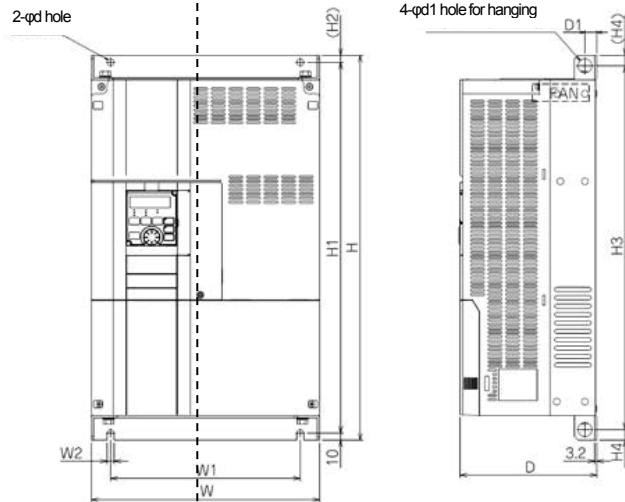 2-φd hole
4-φd1 hole for hanging
D1
(H2)
(H4)
FAN
H1
H
H3
W2
W1
W
10
3.2
D
H4